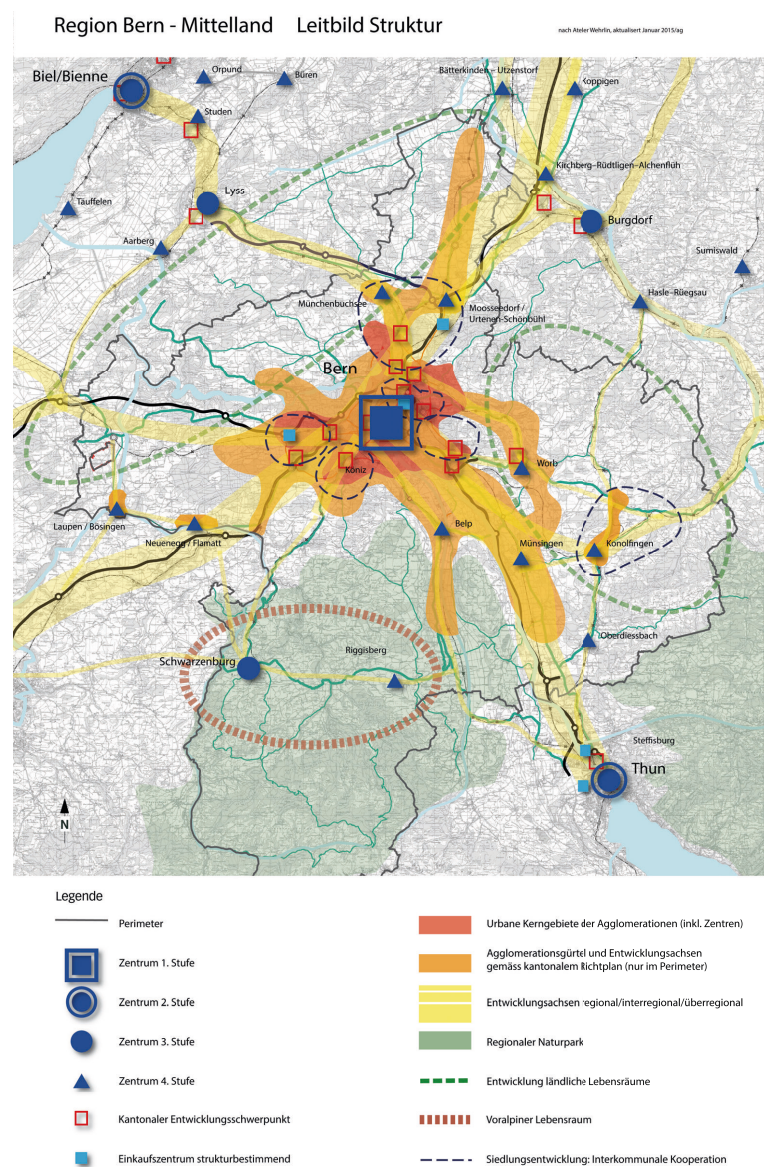 Region Bern - Mittelland Leitbild Struktur
nach Ateler Wehrlin, aktualisert Januar 2015/ag
Biel/Bienne
Orpund
Büren
Bätterkinden – Utzenstorf
Koppigen
Studen
Kirchberg–Rüdtligen–Alchenflüh
Lyss
Täuffelen
Burgdorf
Aarberg
Sumiswald
Hasle–Rüegsau
Münchenbuchsee
Moosseedorf /
Urtenen-Schönbühl
Bern
Köniz
Worb
Laupen / Bösingen
Neuenegg / Flamatt
Belp
Münsingen
Konolfingen
Oberdiessbach
Schwarzenburg
Riggisberg
Steffisburg
Thun
N
Legende
Perimeter
Zentrum 1. Stufe
Zentrum 2. Stufe
Zentrum 3. Stufe
Zentrum 4. Stufe
Kantonaler Entwicklungsschwerpunkt
Einkaufszentrum strukturbestimmend
Urbane Kerngebiete der Agglomerationen (inkl. Zentren)
Agglomerationsgürtel und Entwicklungsachsen
gemäss kantonalem Richtplan (nur im Perimeter)
Entwicklungsachsen regional/interregional/überregional
Regionaler Naturpark
Entwicklung ländliche Lebensräume
Voralpiner Lebensraum
Siedlungsentwicklung: Interkommunale Kooperation